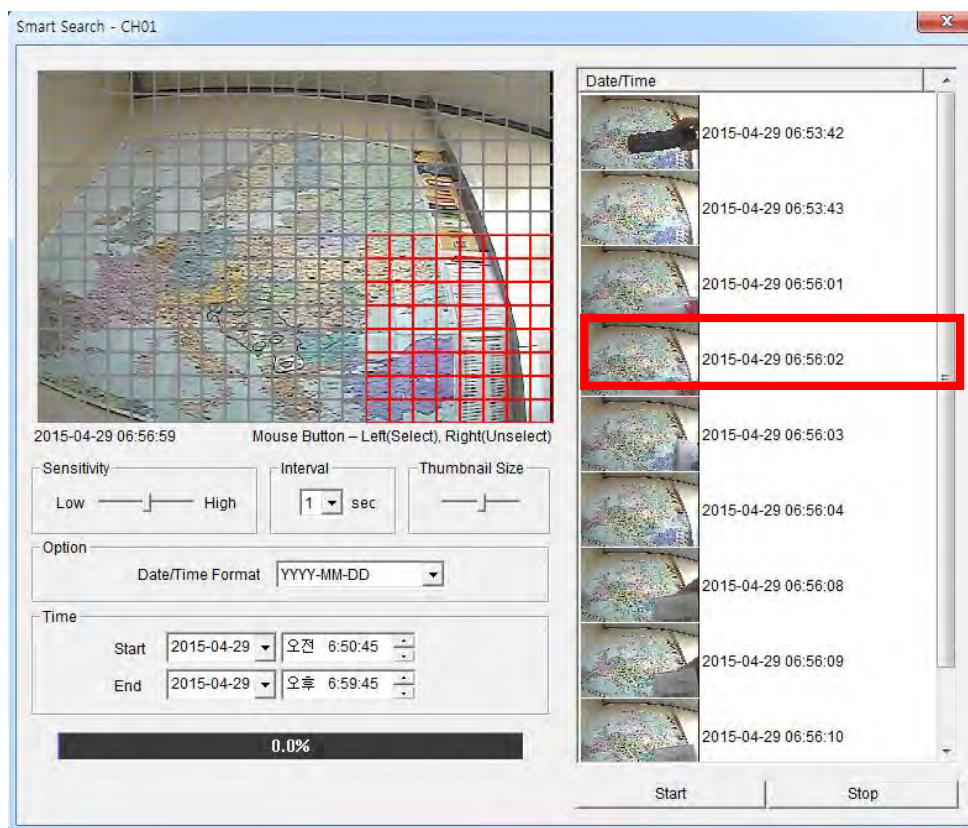 Smart Search - CH01
2015-04-29 06:56:59 Mouse Button – Left(Select), Right(Unselect)
Sensitivity
Low High
Interval
1 sec
Thumbnail Size
Option
Date/Time Format YYYY-MM-DD
Time
Start 2015-04-29 오전 6:50:45
End 2015-04-29 오후 6:59:45
0.0%
Date/Time
2015-04-29 06:53:42
2015-04-29 06:53:43
2015-04-29 06:56:01
2015-04-29 06:56:02
2015-04-29 06:56:03
2015-04-29 06:56:04
2015-04-29 06:56:08
2015-04-29 06:56:09
2015-04-29 06:56:10
Start Stop